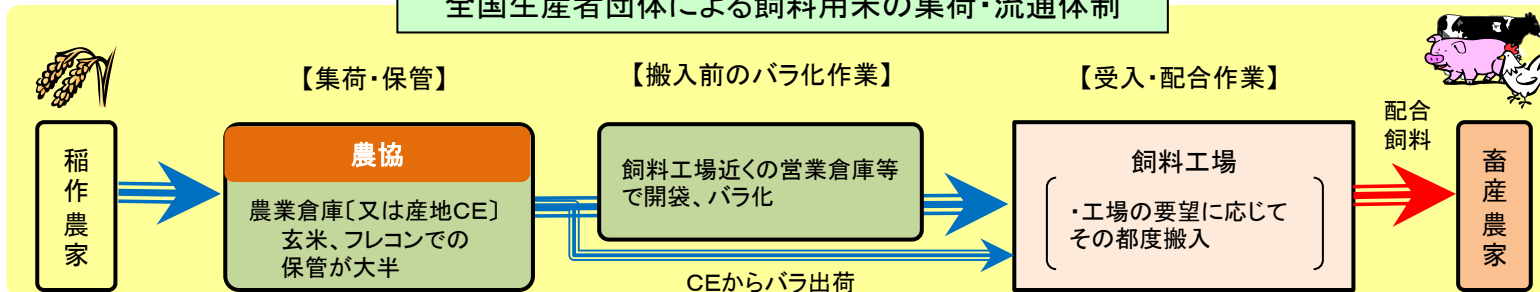 全国生産者団体による飼料用米の集荷・流通体制
【集荷・保管】
【搬入前のバラ化作業】
【受入・配合作業】
稲作農家
農協
農業倉庫〔又は産地CE〕
玄米、フレコンでの
保管が大半
飼料工場近くの営業倉庫等
で開袋、バラ化
CEからバラ出荷
飼料工場
・工場の要望に応じて
その都度搬入
配合
飼料
畜産農家